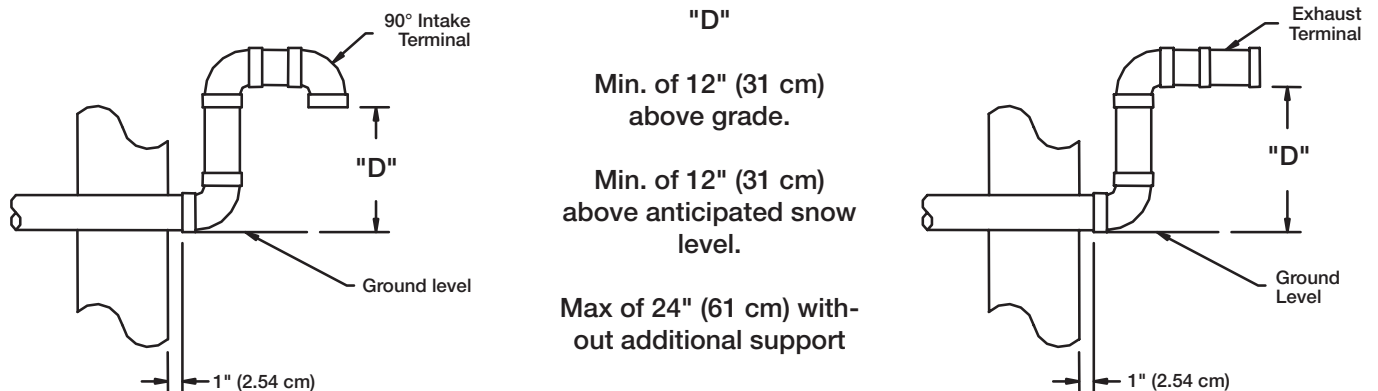 90° Intake
Terminal
"D"
Ground level
1" (2.54 cm)
"D"
Min. of 12" (31 cm)
above grade.
Min. of 12" (31 cm)
above anticipated snow
level.
Max of 24" (61 cm) with-
out additional support
Exhaust
Terminal
"D"
Ground
Level
1" (2.54 cm)